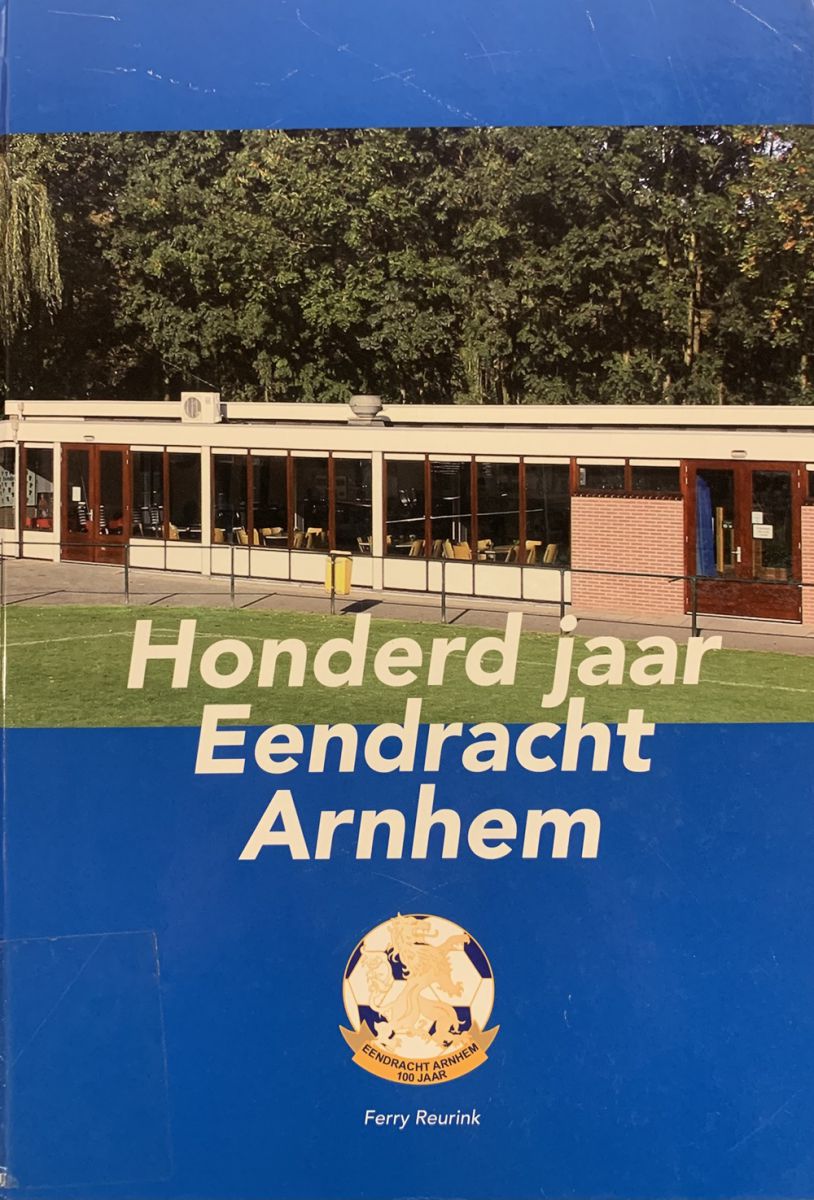 Honderd jaar
Eendracht
Arnhem
EENDRACHT ARNHEM
100 JAAR
Ferry Reurink